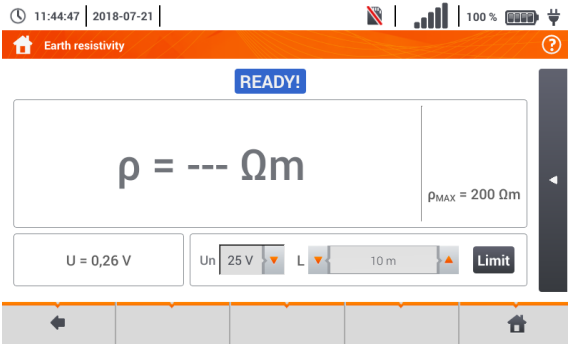 11:44:47 2018-07-21 100 %
Earth resistivity ?
READY!
ρ = --- Ωm
ρMAX = 200 Ωm
U = 0,26 V
Un 25 V L 10 m Limit